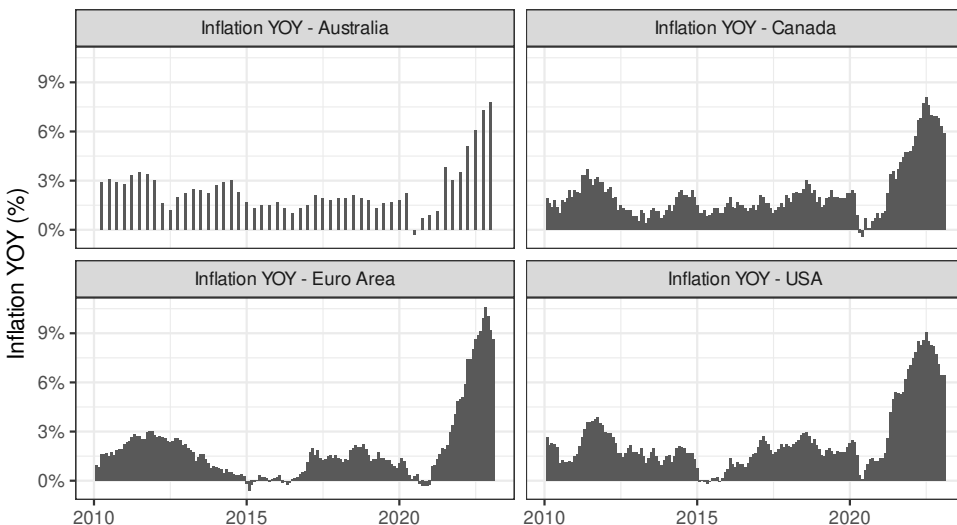 Inflation YOY - Australia
Inflation YOY - Canada
9%
6%
3%
0%
Inflation YOY (%)
Inflation YOY - Euro Area
Inflation YOY - USA
9%
6%
3%
0%
2010 2015 2020 2010 2015 2020